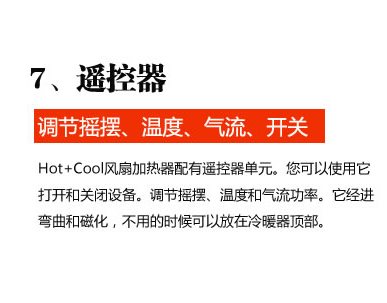 7、遥控器
调节摇摆、温度、气流、开关
Hot+Cool风扇加热器配有遥控器单元。您可以使用它
打开和关闭设备。调节摇摆、温度和气流功率。它经进
弯曲和磁化，不用的时候可以放在冷暖器顶部。